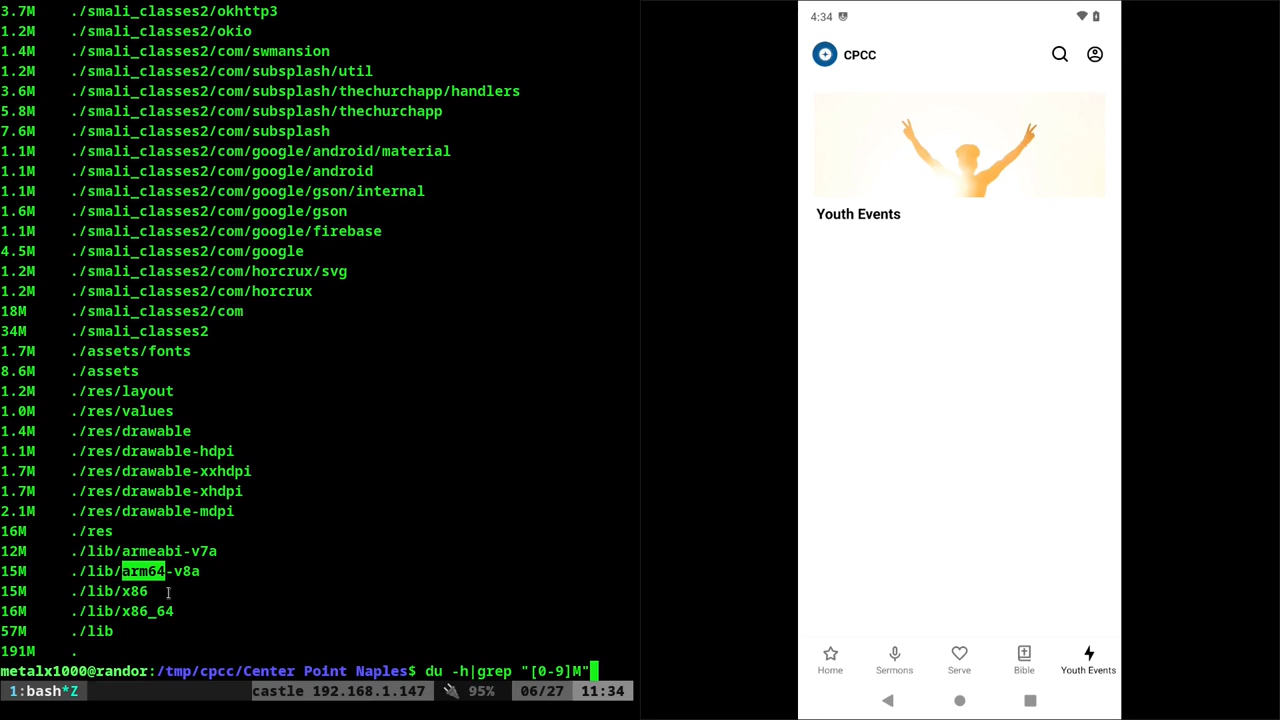 3.7M ./smali_classes2/okhttp3
1.2M ./smali_classes2/okio
1.4M ./smali_classes2/com/swmansion
1.2M ./smali_classes2/com/subsplash/util
3.6M ./smali_classes2/com/subsplash/thechurchapp/handlers
5.8M ./smali_classes2/com/subsplash/thechurchapp
7.6M ./smali_classes2/com/subsplash
1.1M ./smali_classes2/com/google/android/material
1.1M ./smali_classes2/com/google/android
1.1M ./smali_classes2/com/google/gson/internal
1.6M ./smali_classes2/com/google/gson
1.1M ./smali_classes2/com/google/firebase
4.5M ./smali_classes2/com/google
1.2M ./smali_classes2/com/horcrux/svg
1.2M ./smali_classes2/com/horcrux
18M ./smali_classes2/com
34M ./smali_classes2
1.7M ./assets/fonts
8.6M ./assets
1.2M ./res/layout
1.0M ./res/values
1.4M ./res/drawable
1.1M ./res/drawable-hdpi
1.7M ./res/drawable-xxhdpi
1.7M ./res/drawable-xhdpi
2.1M ./res/drawable-mdpi
16M ./res
12M ./lib/armeabi-v7a
15M ./lib/arm64-v8a
15M ./lib/x86
16M ./lib/x86_64
57M ./lib
191M .
metalx1000@randor:/tmp/cpcc/Center Point Naples$ du -h|grep "[0-9]M"
1:bash*Z castle 192.168.1.147 95% 06/27 11:34
4:34
CPCC
Youth Events
Home Sermons Serve Bible Youth Events